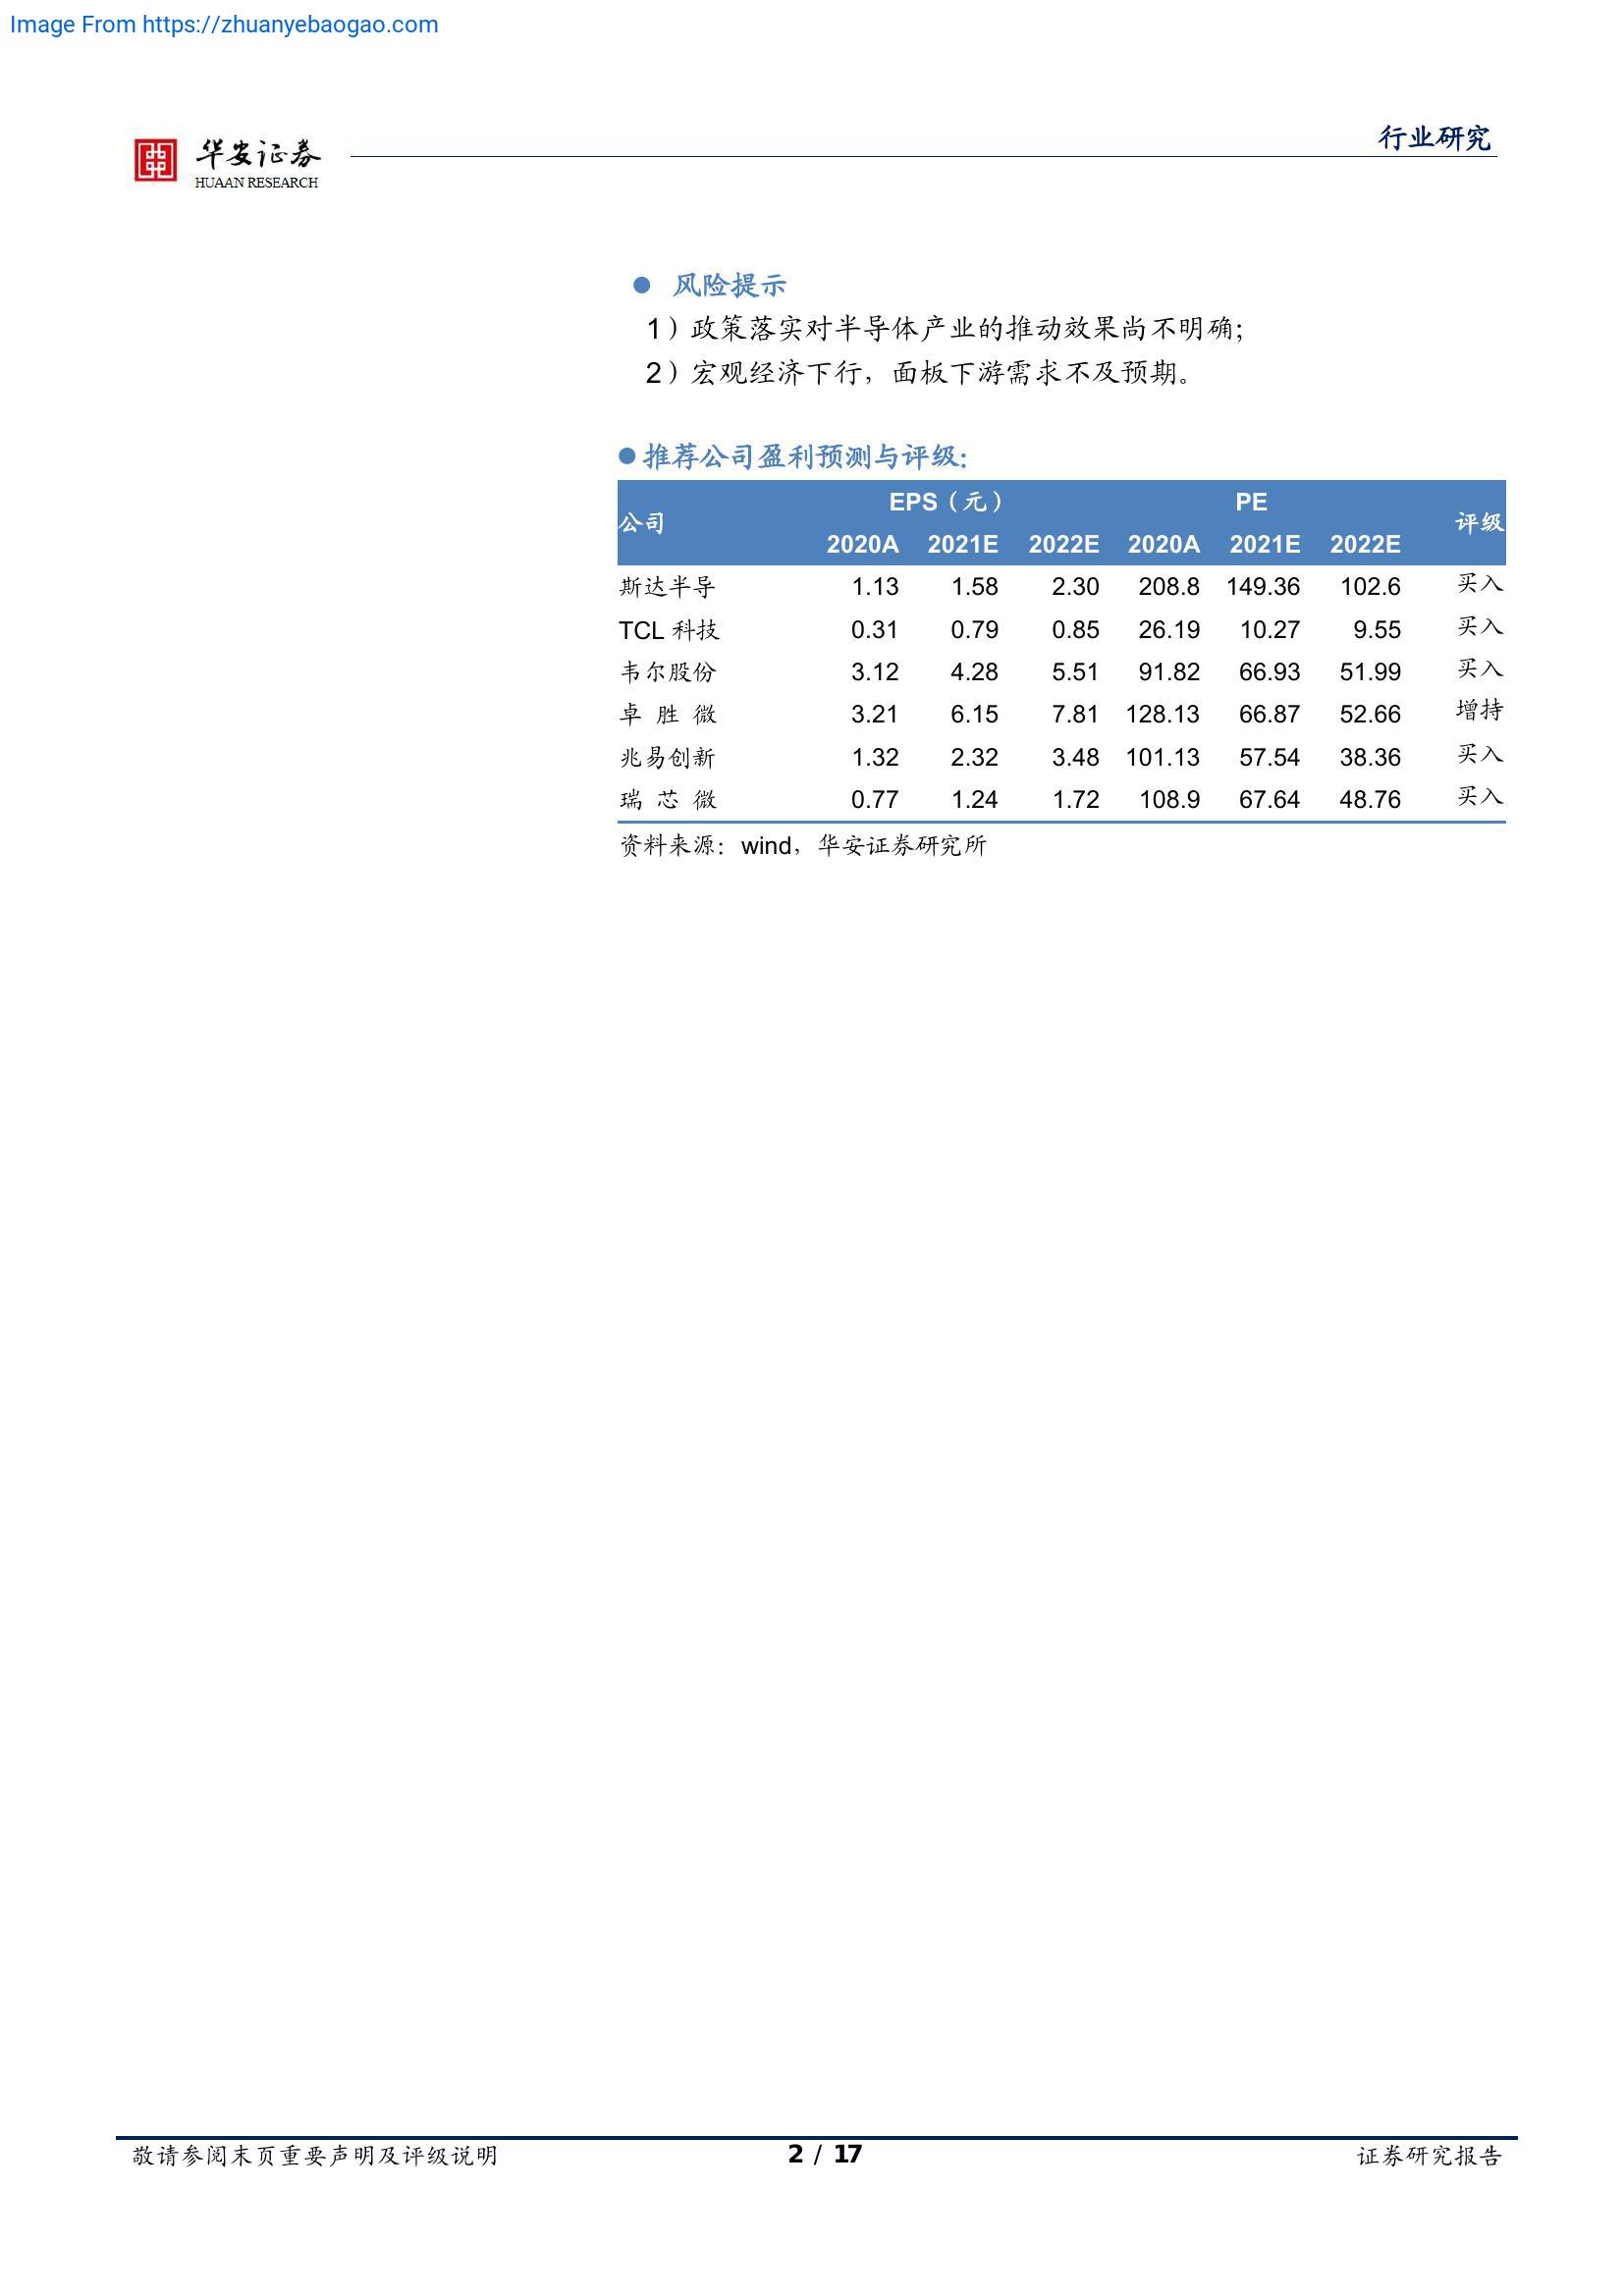 Image From https://zhuanyebaogao.com
华安证券
HUAAN RESEARCH
行业研究
● 风险提示
1）政策落实对半导体产业的推动效果尚不明确；
2）宏观经济下行，面板下游需求不及预期。
●推荐公司盈利预测与评级：
公司 EPS（元） PE 评级
2020A 2021E 2022E 2020A 2021E 2022E
斯达半导 1.13 1.58 2.30 208.8 149.36 102.6 买入
TCL 科技 0.31 0.79 0.85 26.19 10.27 9.55 买入
韦尔股份 3.12 4.28 5.51 91.82 66.93 51.99 买入
卓 胜 微 3.21 6.15 7.81 128.13 66.87 52.66 增持
兆易创新 1.32 2.32 3.48 101.13 57.54 38.36 买入
瑞 芯 微 0.77 1.24 1.72 108.9 67.64 48.76 买入
资料来源：wind，华安证券研究所
敬请参阅末页重要声明及评级说明 2 / 17 证券研究报告